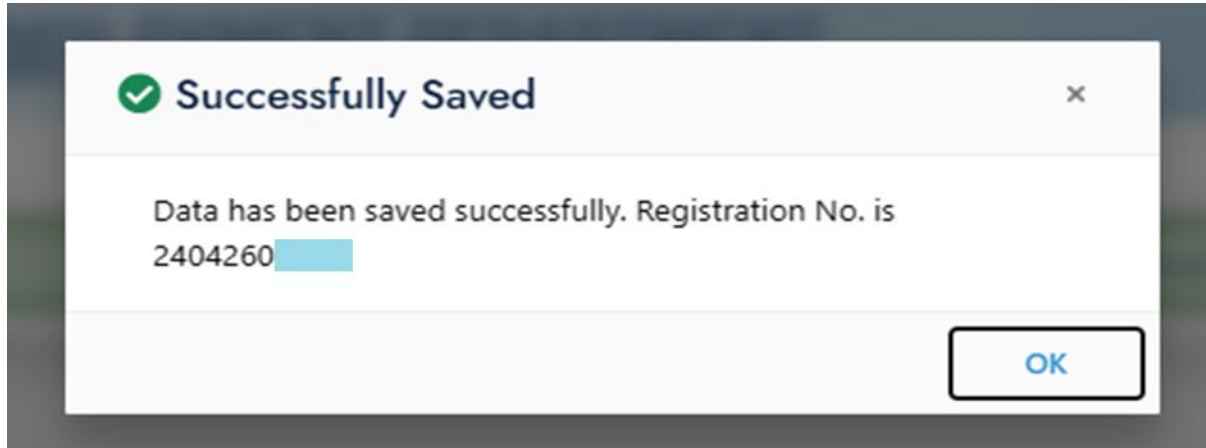 Successfully Saved
×
Data has been saved successfully. Registration No. is
2404260
OK